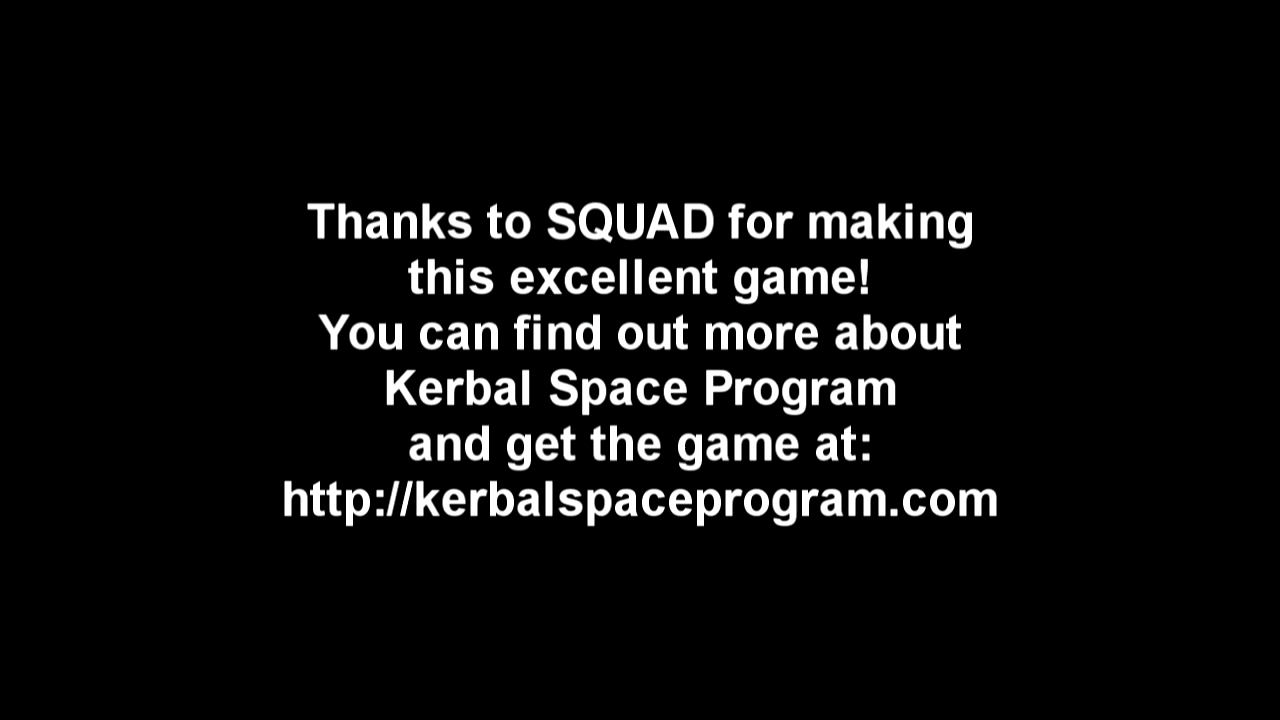 Thanks to SQUAD for making
this excellent game!
You can find out more about
Kerbal Space Program
and get the game at:
http://kerbalspaceprogram.com